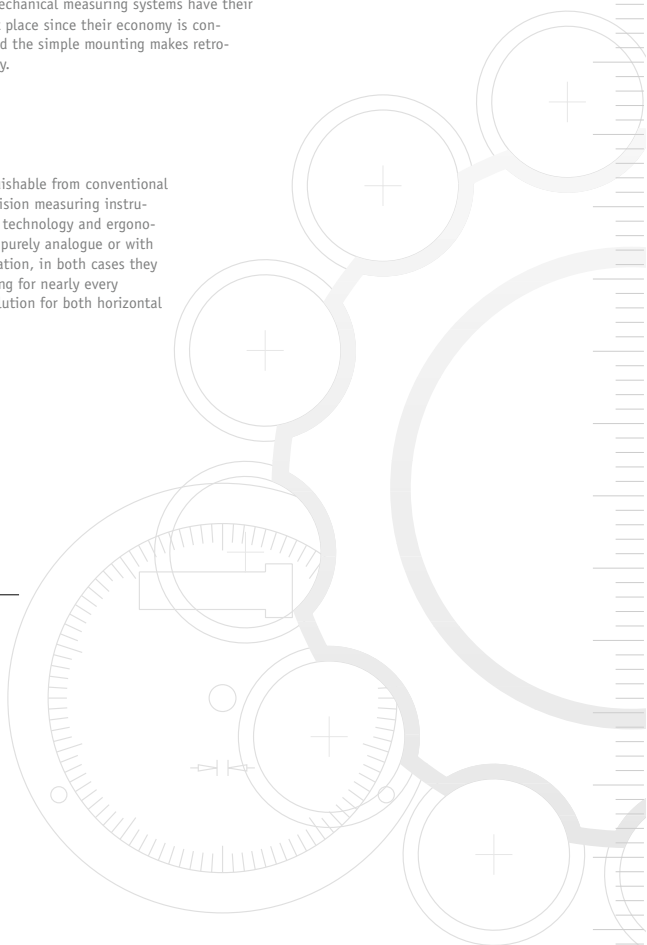 echanical measuring systems have their
place since their economy is con-
d the simple mounting makes retro-
y.
uishable from conventional
ision measuring instru-
technology and ergono-
purely analogue or with
ation, in both cases they
ng for nearly every
lution for both horizontal